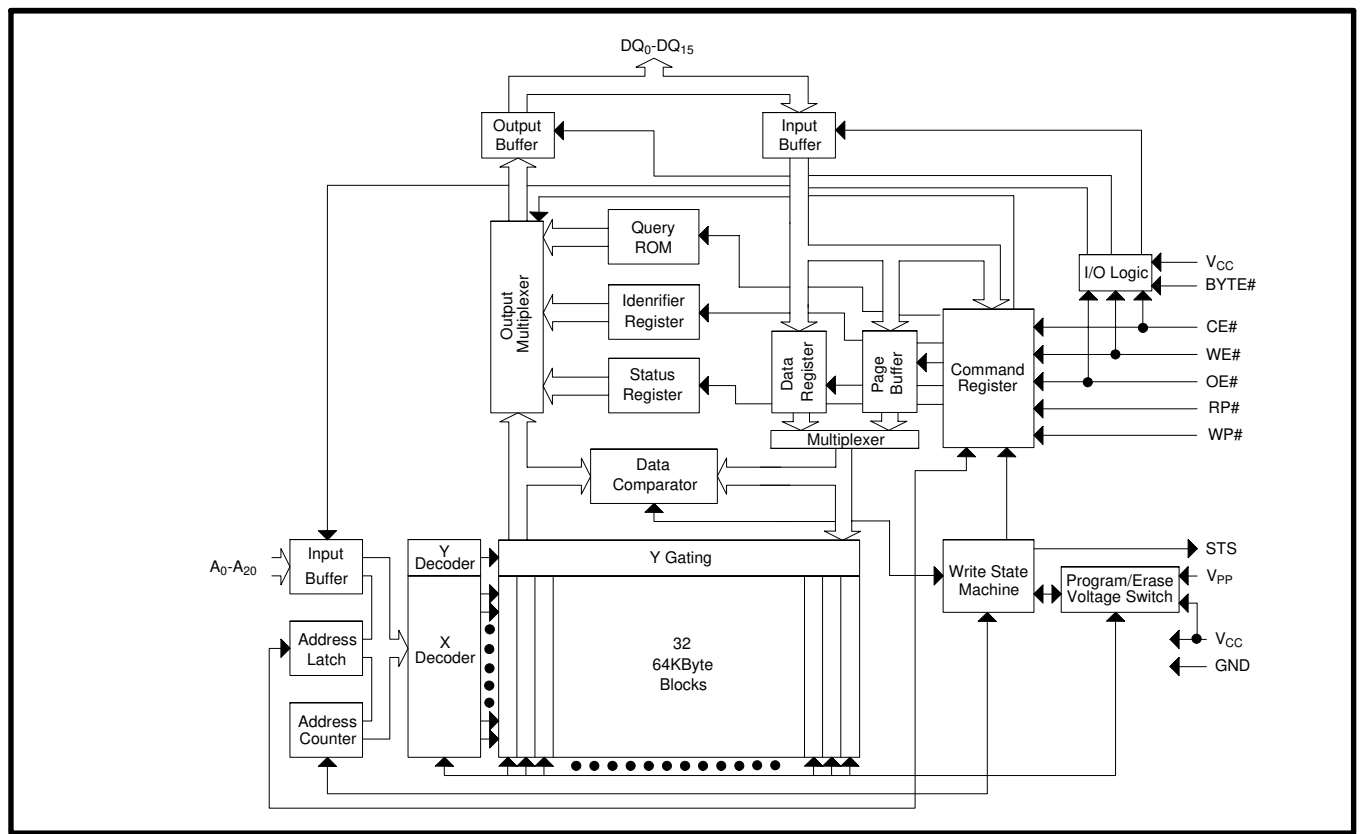 DQ0-DQ15
Output
Buffer
Input
Buffer
Query
ROM
I/O Logic
VCC
BYTE#
Output
Multiplexer
Idenrifier
Register
CE#
WE#
OE#
RP#
WP#
Data
Register
Page
Buffer
Command
Register
Status
Register
Multiplexer
Data
Comparator
A0-A20
Input
Buffer
Y
Decoder
Y Gating
Write State
Machine
STS
Program/Erase
Voltage Switch
VPP
VCC
GND
Address
Latch
X
Decoder
32
64KByte
Blocks
Address
Counter